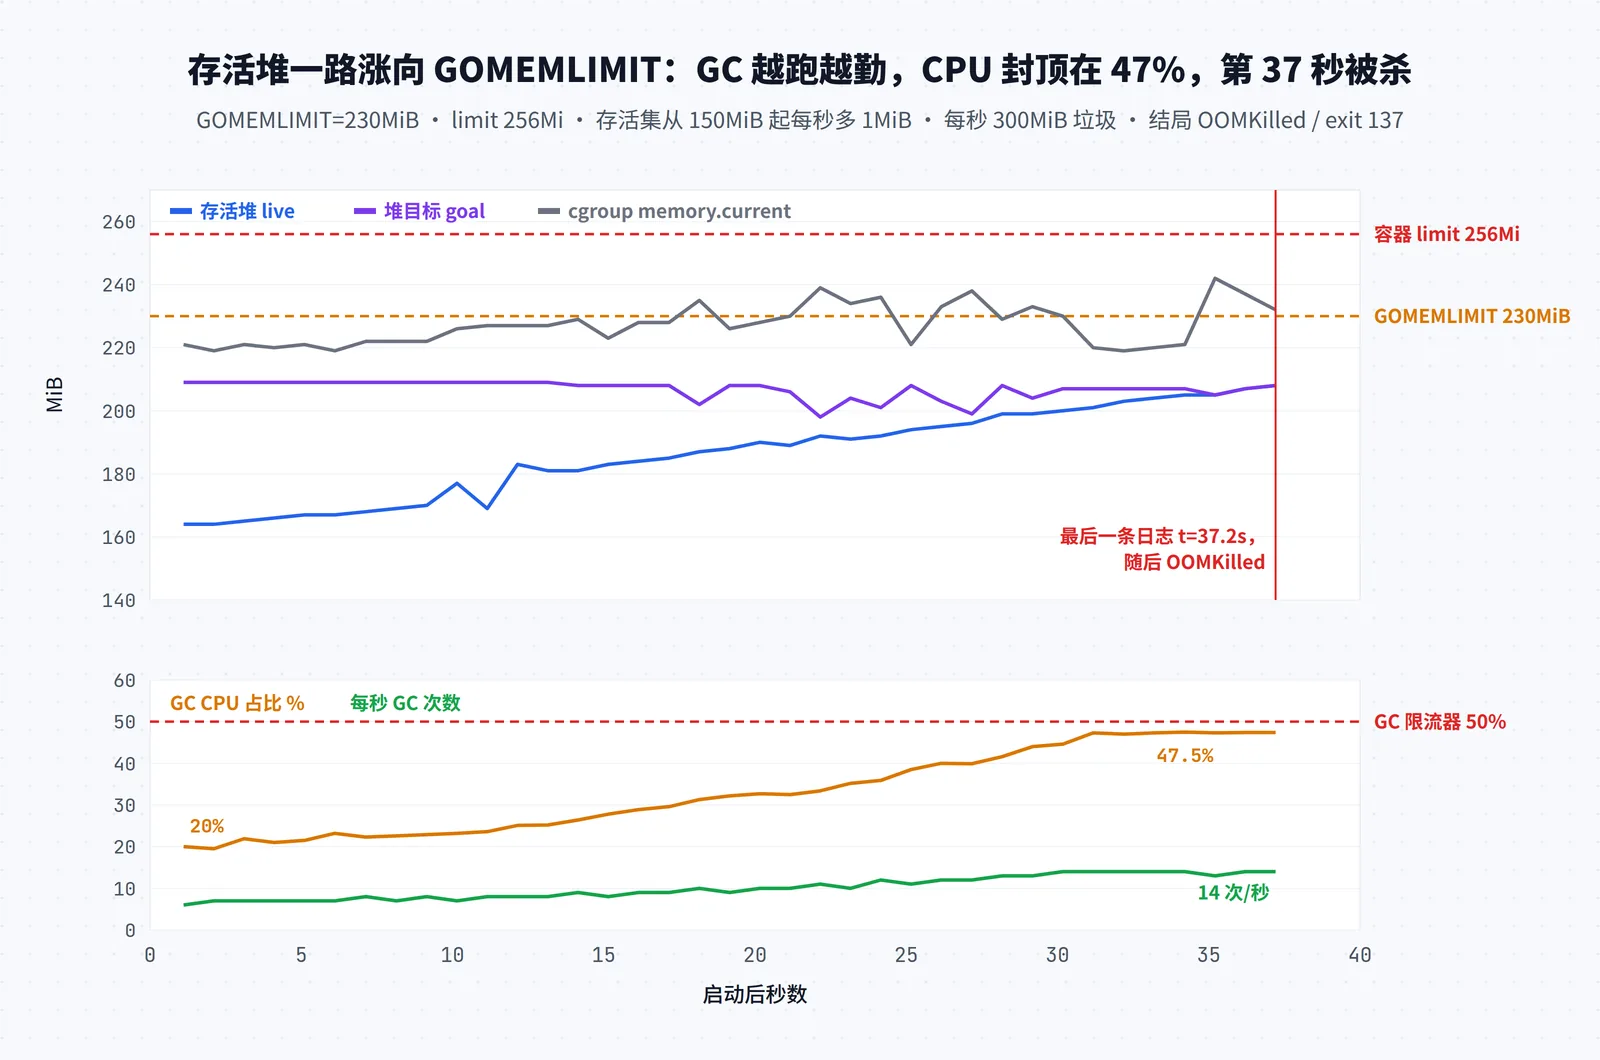 存活堆一路涨向 GOMEMLIMIT：GC 越跑越勤，CPU 封顶在 47%，第 37 秒被杀
GOMEMLIMIT=230MiB · limit 256Mi · 存活集从 150MiB 起每秒多 1MiB · 每秒 300MiB 垃圾 · 结局 OOMKilled / exit 137
存活堆 live
堆目标 goal
cgroup memory.current
260
240
220
200
180
160
140
MiB
容器 limit 256Mi
GOMEMLIMIT 230MiB
最后一条日志 t=37.2s，
随后 OOMKilled
60
50
40
30
20
10
0
GC CPU 占比 %
每秒 GC 次数
GC 限流器 50%
20%
47.5%
14 次/秒
0
5
10
15
20
25
30
35
40
启动后秒数